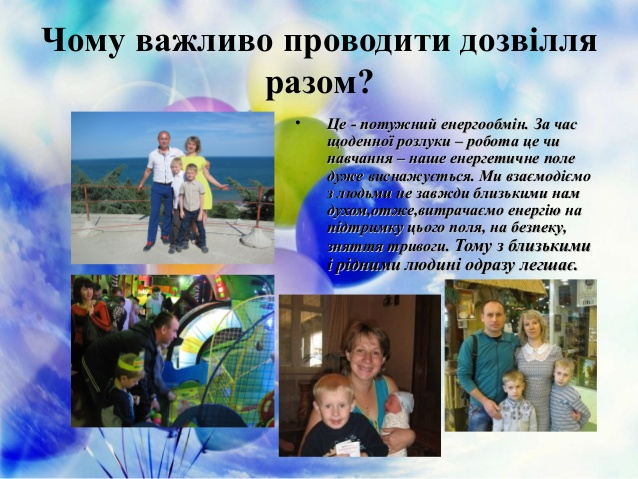 Чому важливо проводити дозвілля
разом?
• Це - потужний енергообмін. За час
щоденної розлуки – робота це чи
навчання – наше енергетичне поле
дуже виснажується. Ми взаємодіємо
з людьми не завжди близькими нам
духом,отже,витрачаємо енергію на
підтримку цього поля, на безпеку,
зняття тривоги. Тому з близькими
і рідними людині одразу легшає.